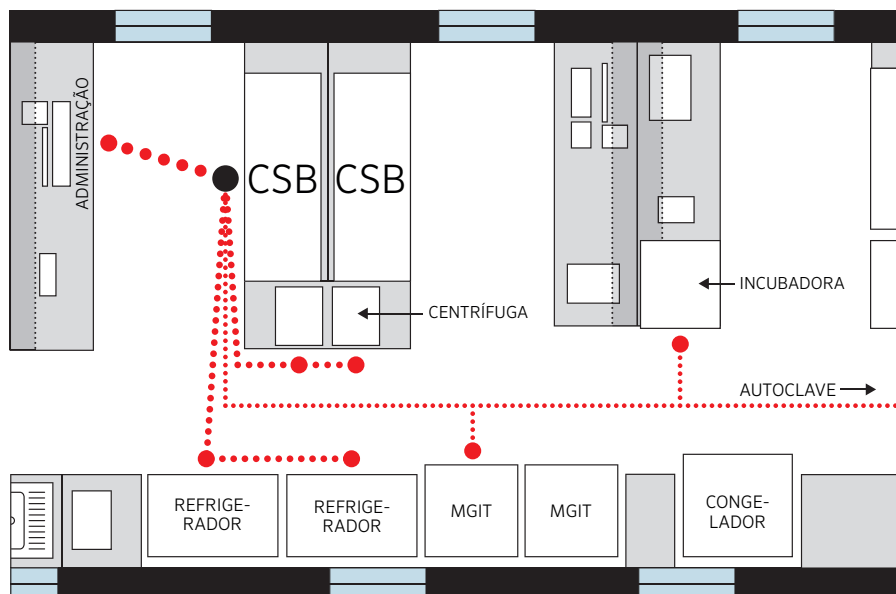 ADMINISTRAÇÃO
CSB
CSB
INCUBADORA
CENTRÍFUGA
AUTOCLAVE
REFRIGE-
RADOR
REFRIGE-
RADOR
MGIT
MGIT
CONGE-
LADOR